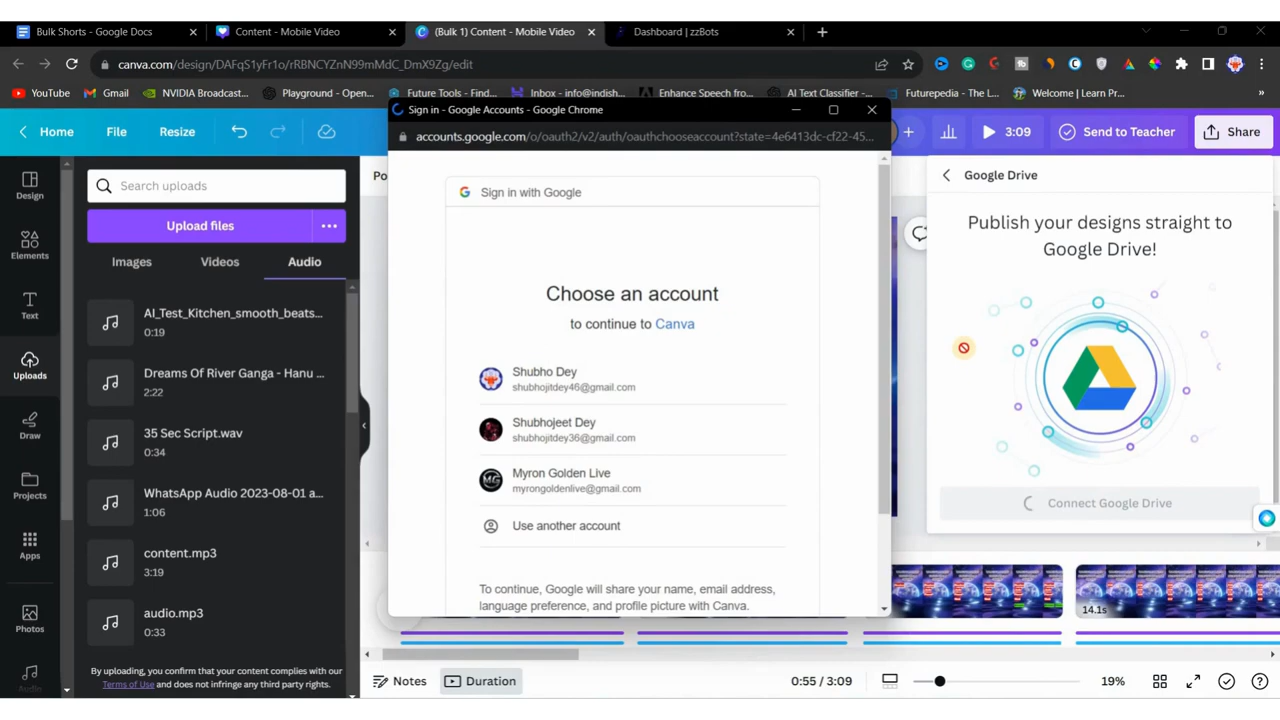 Bulk Shorts - Google Docs
Content - Mobile Video
(Bulk 1) Content - Mobile Video
Dashboard | zzBots
canva.com/design/DAFqS1yFr1o/rRBNCYZnN99mMdC_DmX9Zg/edit
YouTube
Gmail
NVIDIA Broadcast...
Playground - Open...
Future Tools - Find...
Inbox - info@indish...
Enhance Speech fro...
AI Text Classifier -...
Futurepedia - The L...
Welcome | Learn Pr...
Sign in - Google Accounts - Google Chrome
accounts.google.com/o/oauth2/v2/auth/oauthchooseaccount?state=4e6413dc-cf22-45...
Home
File
Resize
3:09
Send to Teacher
Share
Design
Elements
Text
Uploads
Draw
Projects
Apps
Photos
Audio
Search uploads
Upload files
Images
Videos
Audio
AI_Test_Kitchen_smooth_beats...
0:19
Dreams Of River Ganga - Hanu ...
2:22
35 Sec Script.wav
0:34
WhatsApp Audio 2023-08-01 a...
1:06
content.mp3
3:19
audio.mp3
0:33
By uploading, you confirm that your content complies with our
Terms of Use and does not infringe any third party rights.
Po
Sign in with Google
Choose an account
to continue to Canva
Shubho Dey
shubhojitdey46@gmail.com
Shubhojeet Dey
shubhojitdey36@gmail.com
Myron Golden Live
myrongoldenlive@gmail.com
Use another account
To continue, Google will share your name, email address,
language preference, and profile picture with Canva.
Google Drive
Publish your designs straight to
Google Drive!
Connect Google Drive
14.1s
Notes
Duration
0:55 / 3:09
19%